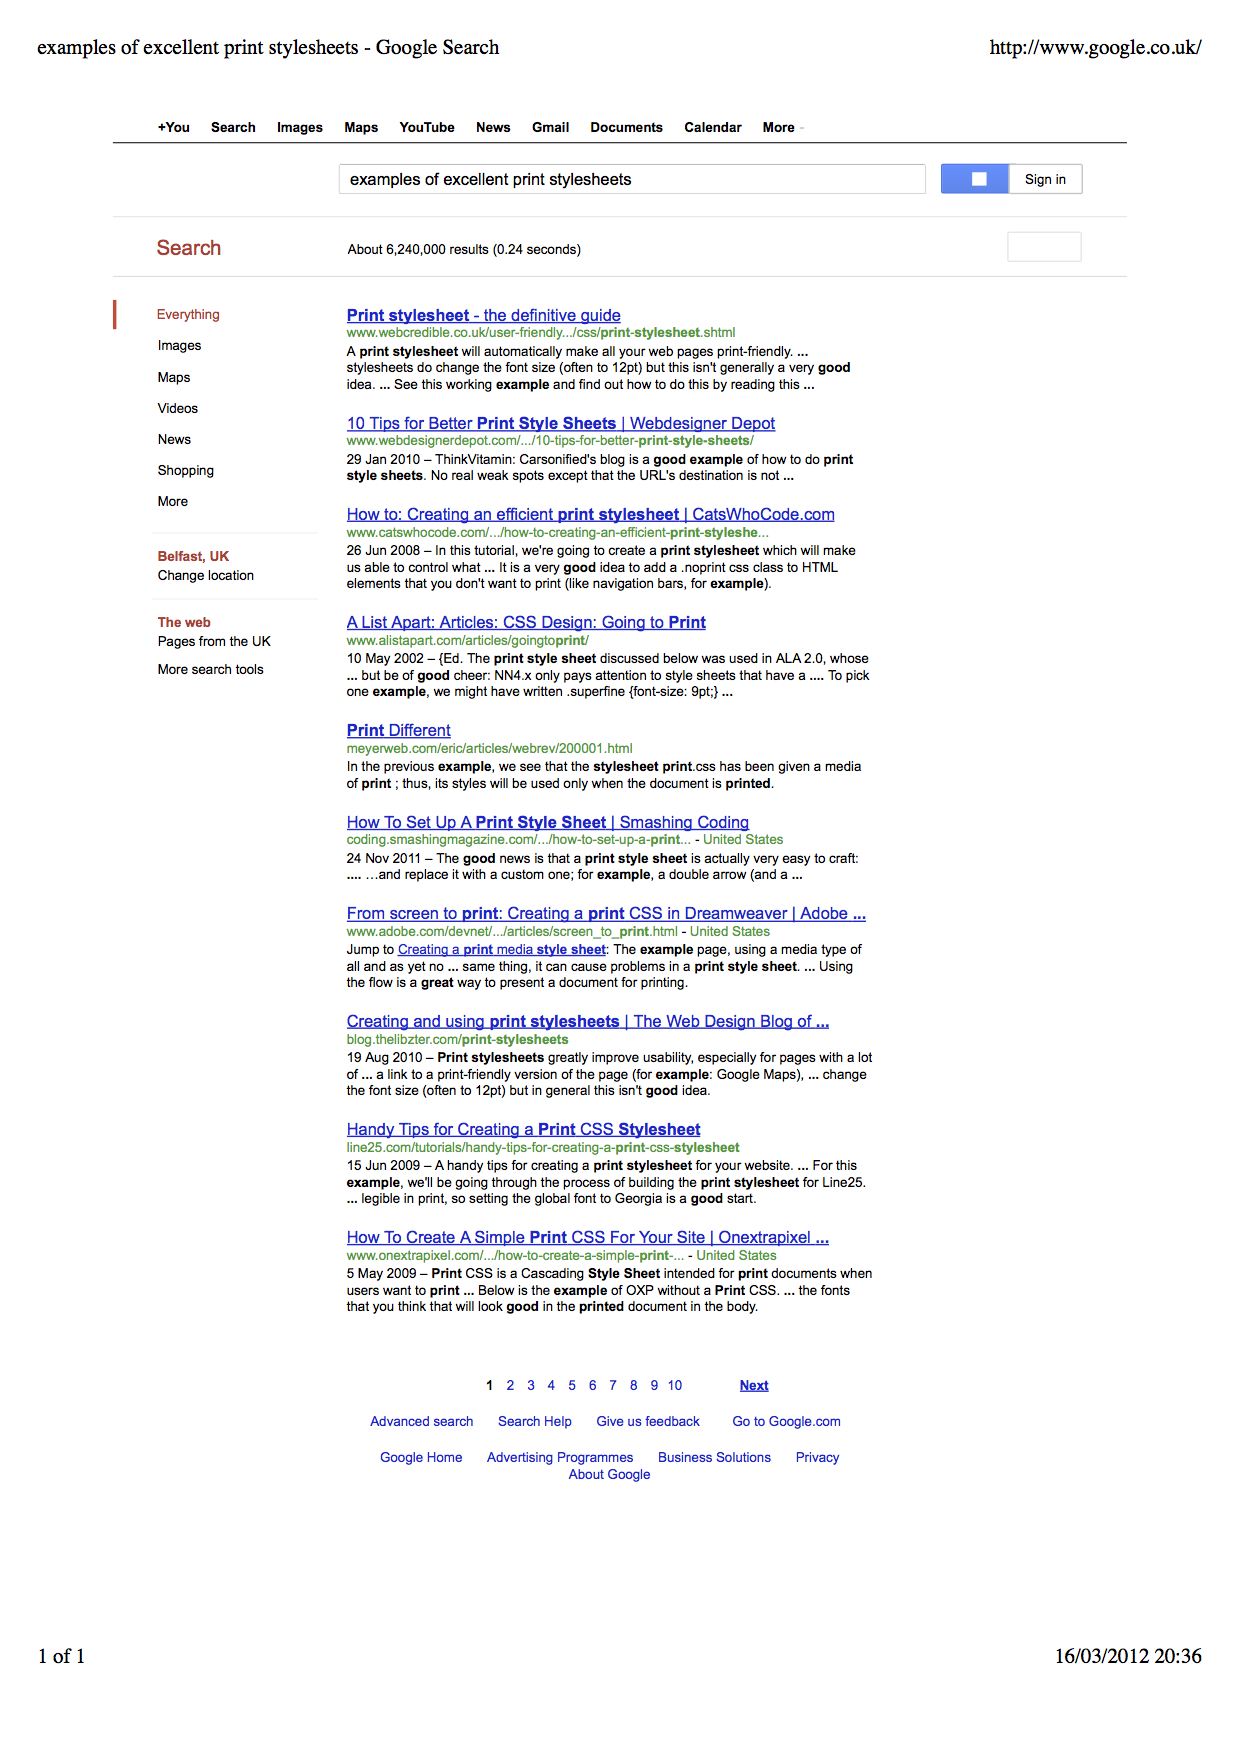 examples of excellent print stylesheets - Google Search http://www.google.co.uk/
+You Search Images Maps YouTube News Gmail Documents Calendar More
examples of excellent print stylesheets Sign in
Search About 6,240,000 results (0.24 seconds)
Everything
Images
Maps
Videos
News
Shopping
More
Belfast, UK
Change location
The web
Pages from the UK
More search tools
Print stylesheet - the definitive guide
www.webcredible.co.uk/user-friendly.../css/print-stylesheet.shtml
A print stylesheet will automatically make all your web pages print-friendly. ...
stylesheets do change the font size (often to 12pt) but this isn't generally a very good
idea. ... See this working example and find out how to do this by reading this ...
10 Tips for Better Print Style Sheets | Webdesigner Depot
www.webdesignerdepot.com/.../10-tips-for-better-print-style-sheets/
29 Jan 2010 – ThinkVitamin: Carsonified's blog is a good example of how to do print
style sheets. No real weak spots except that the URL's destination is not ...
How to: Creating an efficient print stylesheet | CatsWhoCode.com
www.catswhocode.com/.../how-to-creating-an-efficient-print-styleshe...
26 Jun 2008 – In this tutorial, we're going to create a print stylesheet which will make
us able to control what ... It is a very good idea to add a .noprint css class to HTML
elements that you don't want to print (like navigation bars, for example).
A List Apart: Articles: CSS Design: Going to Print
www.alistapart.com/articles/goingtoprint/
10 May 2002 – {Ed. The print style sheet discussed below was used in ALA 2.0, whose
... but be of good cheer: NN4.x only pays attention to style sheets that have a .... To pick
one example, we might have written .superfine {font-size: 9pt;} ...
Print Different
meyerweb.com/eric/articles/webrev/200001.html
In the previous example, we see that the stylesheet print.css has been given a media
of print ; thus, its styles will be used only when the document is printed.
How To Set Up A Print Style Sheet | Smashing Coding
coding.smashingmagazine.com/.../how-to-set-up-a-print... - United States
24 Nov 2011 – The good news is that a print style sheet is actually very easy to craft:
.... …and replace it with a custom one; for example, a double arrow (and a ...
From screen to print: Creating a print CSS in Dreamweaver | Adobe ...
www.adobe.com/devnet/.../articles/screen_to_print.html - United States
Jump to Creating a print media style sheet: The example page, using a media type of
all and as yet no ... same thing, it can cause problems in a print style sheet. ... Using
the flow is a great way to present a document for printing.
Creating and using print stylesheets | The Web Design Blog of ...
blog.thelibzter.com/print-stylesheets
19 Aug 2010 – Print stylesheets greatly improve usability, especially for pages with a lot
of ... a link to a print-friendly version of the page (for example: Google Maps), ... change
the font size (often to 12pt) but in general this isn't good idea.
Handy Tips for Creating a Print CSS Stylesheet
line25.com/tutorials/handy-tips-for-creating-a-print-css-stylesheet
15 Jun 2009 – A handy tips for creating a print stylesheet for your website. ... For this
example, we'll be going through the process of building the print stylesheet for Line25.
... legible in print, so setting the global font to Georgia is a good start.
How To Create A Simple Print CSS For Your Site | Onextrapixel ...
www.onextrapixel.com/.../how-to-create-a-simple-print-... - United States
5 May 2009 – Print CSS is a Cascading Style Sheet intended for print documents when
users want to print ... Below is the example of OXP without a Print CSS. ... the fonts
that you think that will look good in the printed document in the body.
1 2 3 4 5 6 7 8 9 10 Next
Advanced search Search Help Give us feedback Go to Google.com
Google Home Advertising Programmes Business Solutions Privacy
About Google
1 of 1 16/03/2012 20:36